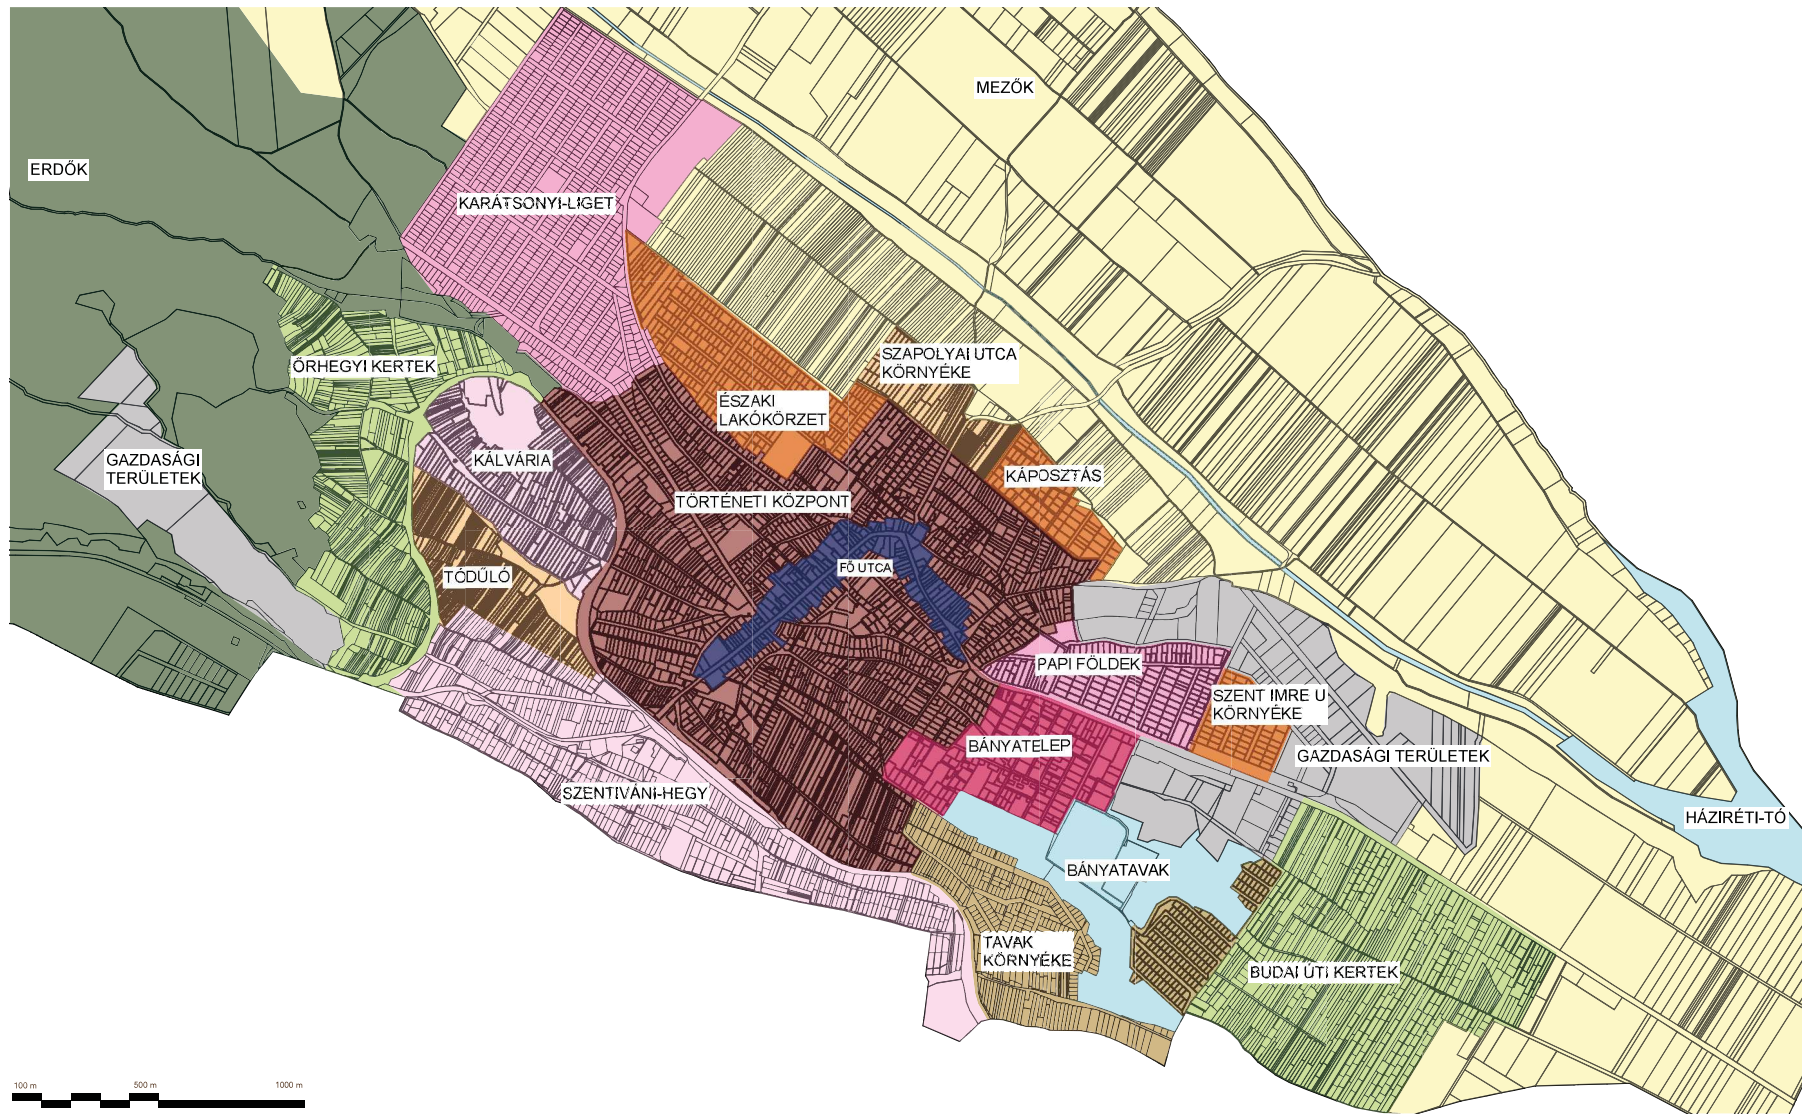 MEZŐK
ERDŐK
KARÁTSONYI-LIGET
ŐRHEGYI KERTEK
SZAPOLYAI UTCA
KÖRNYÉKE
ÉSZAKI
LAKÓKÖRZET
GAZDASÁGI
TERÜLETEK
KÁLVÁRIA
KÁPOSZTÁS
TÖRTÉNETI KÖZPONT
FŐ UTCA
TÓDŰLŐ
PAPI FÖLDEK
SZENT IMRE U
KÖRNYÉKE
BÁNYATELEP
GAZDASÁGI TERÜLETEK
SZENTIVÁNI-HEGY
HÁZIRÉTI-TÓ
BÁNYATAVAK
TAVAK
KÖRNYÉKE
BUDAI ÚTI KERTEK
100 m 500 m 1000 m